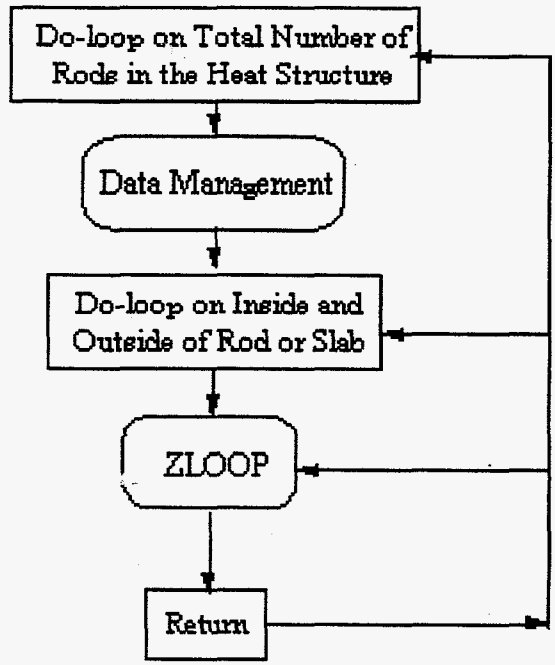 Do-loop on Total Number of
Rods in the Heat Structure
Data Management
Do-loop on Inside and
Outside of Rod or Slab
ZLOOP
Return